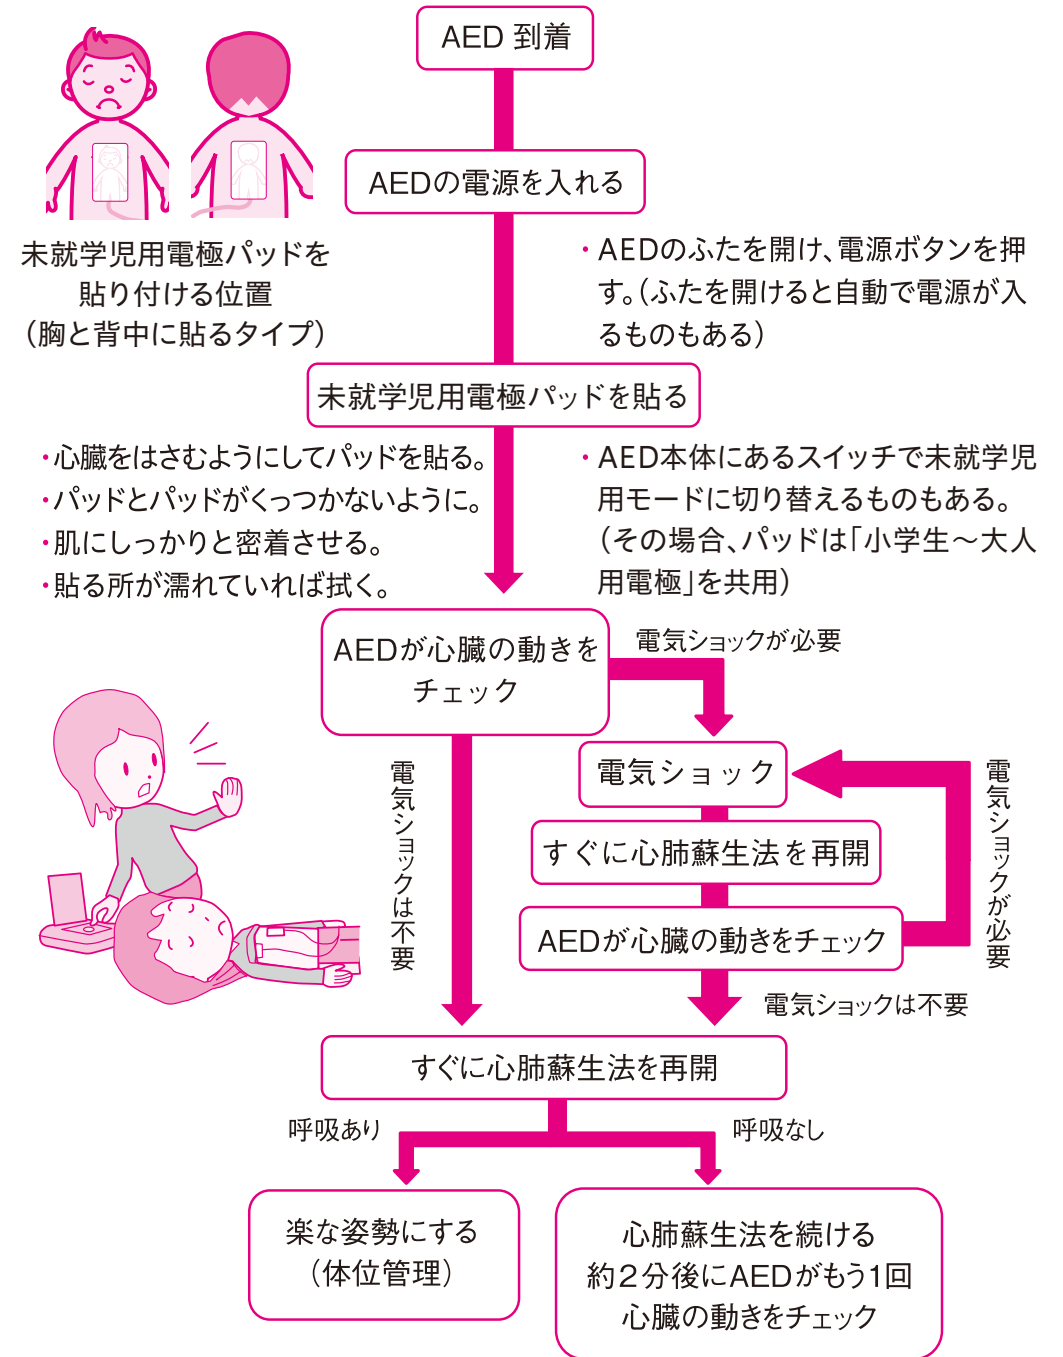 AED 到着
AEDの電源を入れる
未就学児用電極パッドを
貼り付ける位置
（胸と背中に貼るタイプ）
・AEDのふたを開け、電源ボタンを押
す。（ふたを開けると自動で電源が入
るものもある）
未就学児用電極パッドを貼る
・心臓をはさむようにしてパッドを貼る。
・パッドとパッドがくっつかないように。
・肌にしっかりと密着させる。
・貼る所が濡れていれば拭く。
・AED本体にあるスイッチで未就学児
用モードに切り替えるものもある。
（その場合、パッドは「小学生～大人
用電極」を共用）
AEDが心臓の動きを
チェック
電気ショックが必要
電気ショックは不要
電気ショック
すぐに心肺蘇生法を再開
AEDが心臓の動きをチェック
電気ショックが必要
電気ショックは不要
すぐに心肺蘇生法を再開
呼吸あり
呼吸なし
楽な姿勢にする
（体位管理）
心肺蘇生法を続ける
約2分後にAEDがもう1回
心臓の動きをチェック